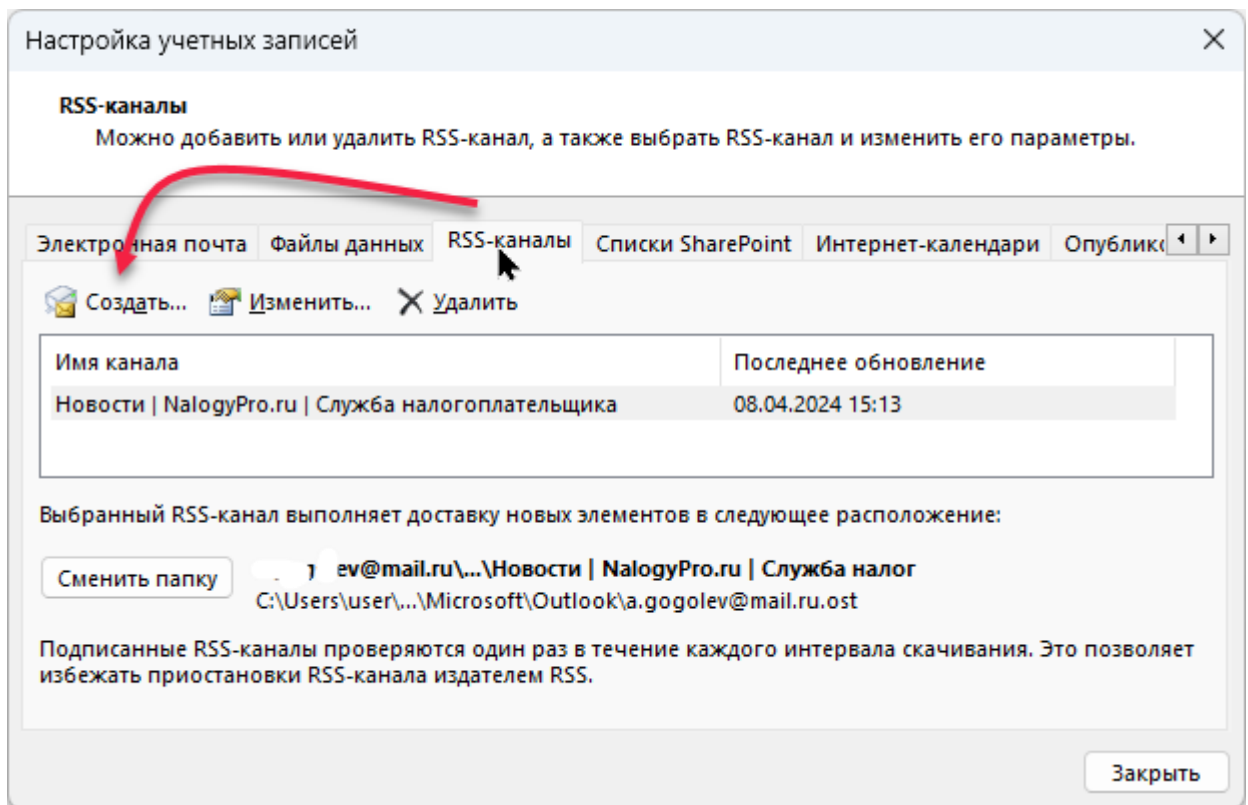 Настройка учетных записей
RSS-каналы
Можно добавить или удалить RSS-канал, а также выбрать RSS-канал и изменить его параметры.
Электронная почта Файлы данных RSS-каналы Списки SharePoint Интернет-календари
Создать... Изменить... Удалить
Имя канала Последнее обновление
Новости | NalogyPro.ru | Служба налогоплательщика 08.04.2024 15:13
Выбранный RSS-канал выполняет доставку новых элементов в следующее расположение:
Сменить папку ev@mail.ru\...\Новости | NalogyPro.ru | Служба налог
C:\Users\user\...\Microsoft\Outlook\a.gogolev@mail.ru.ost
Подписанные RSS-каналы проверяются один раз в течение каждого интервала скачивания. Это позволяет
избежать приостановки RSS-канала издателем RSS.
Закрыть